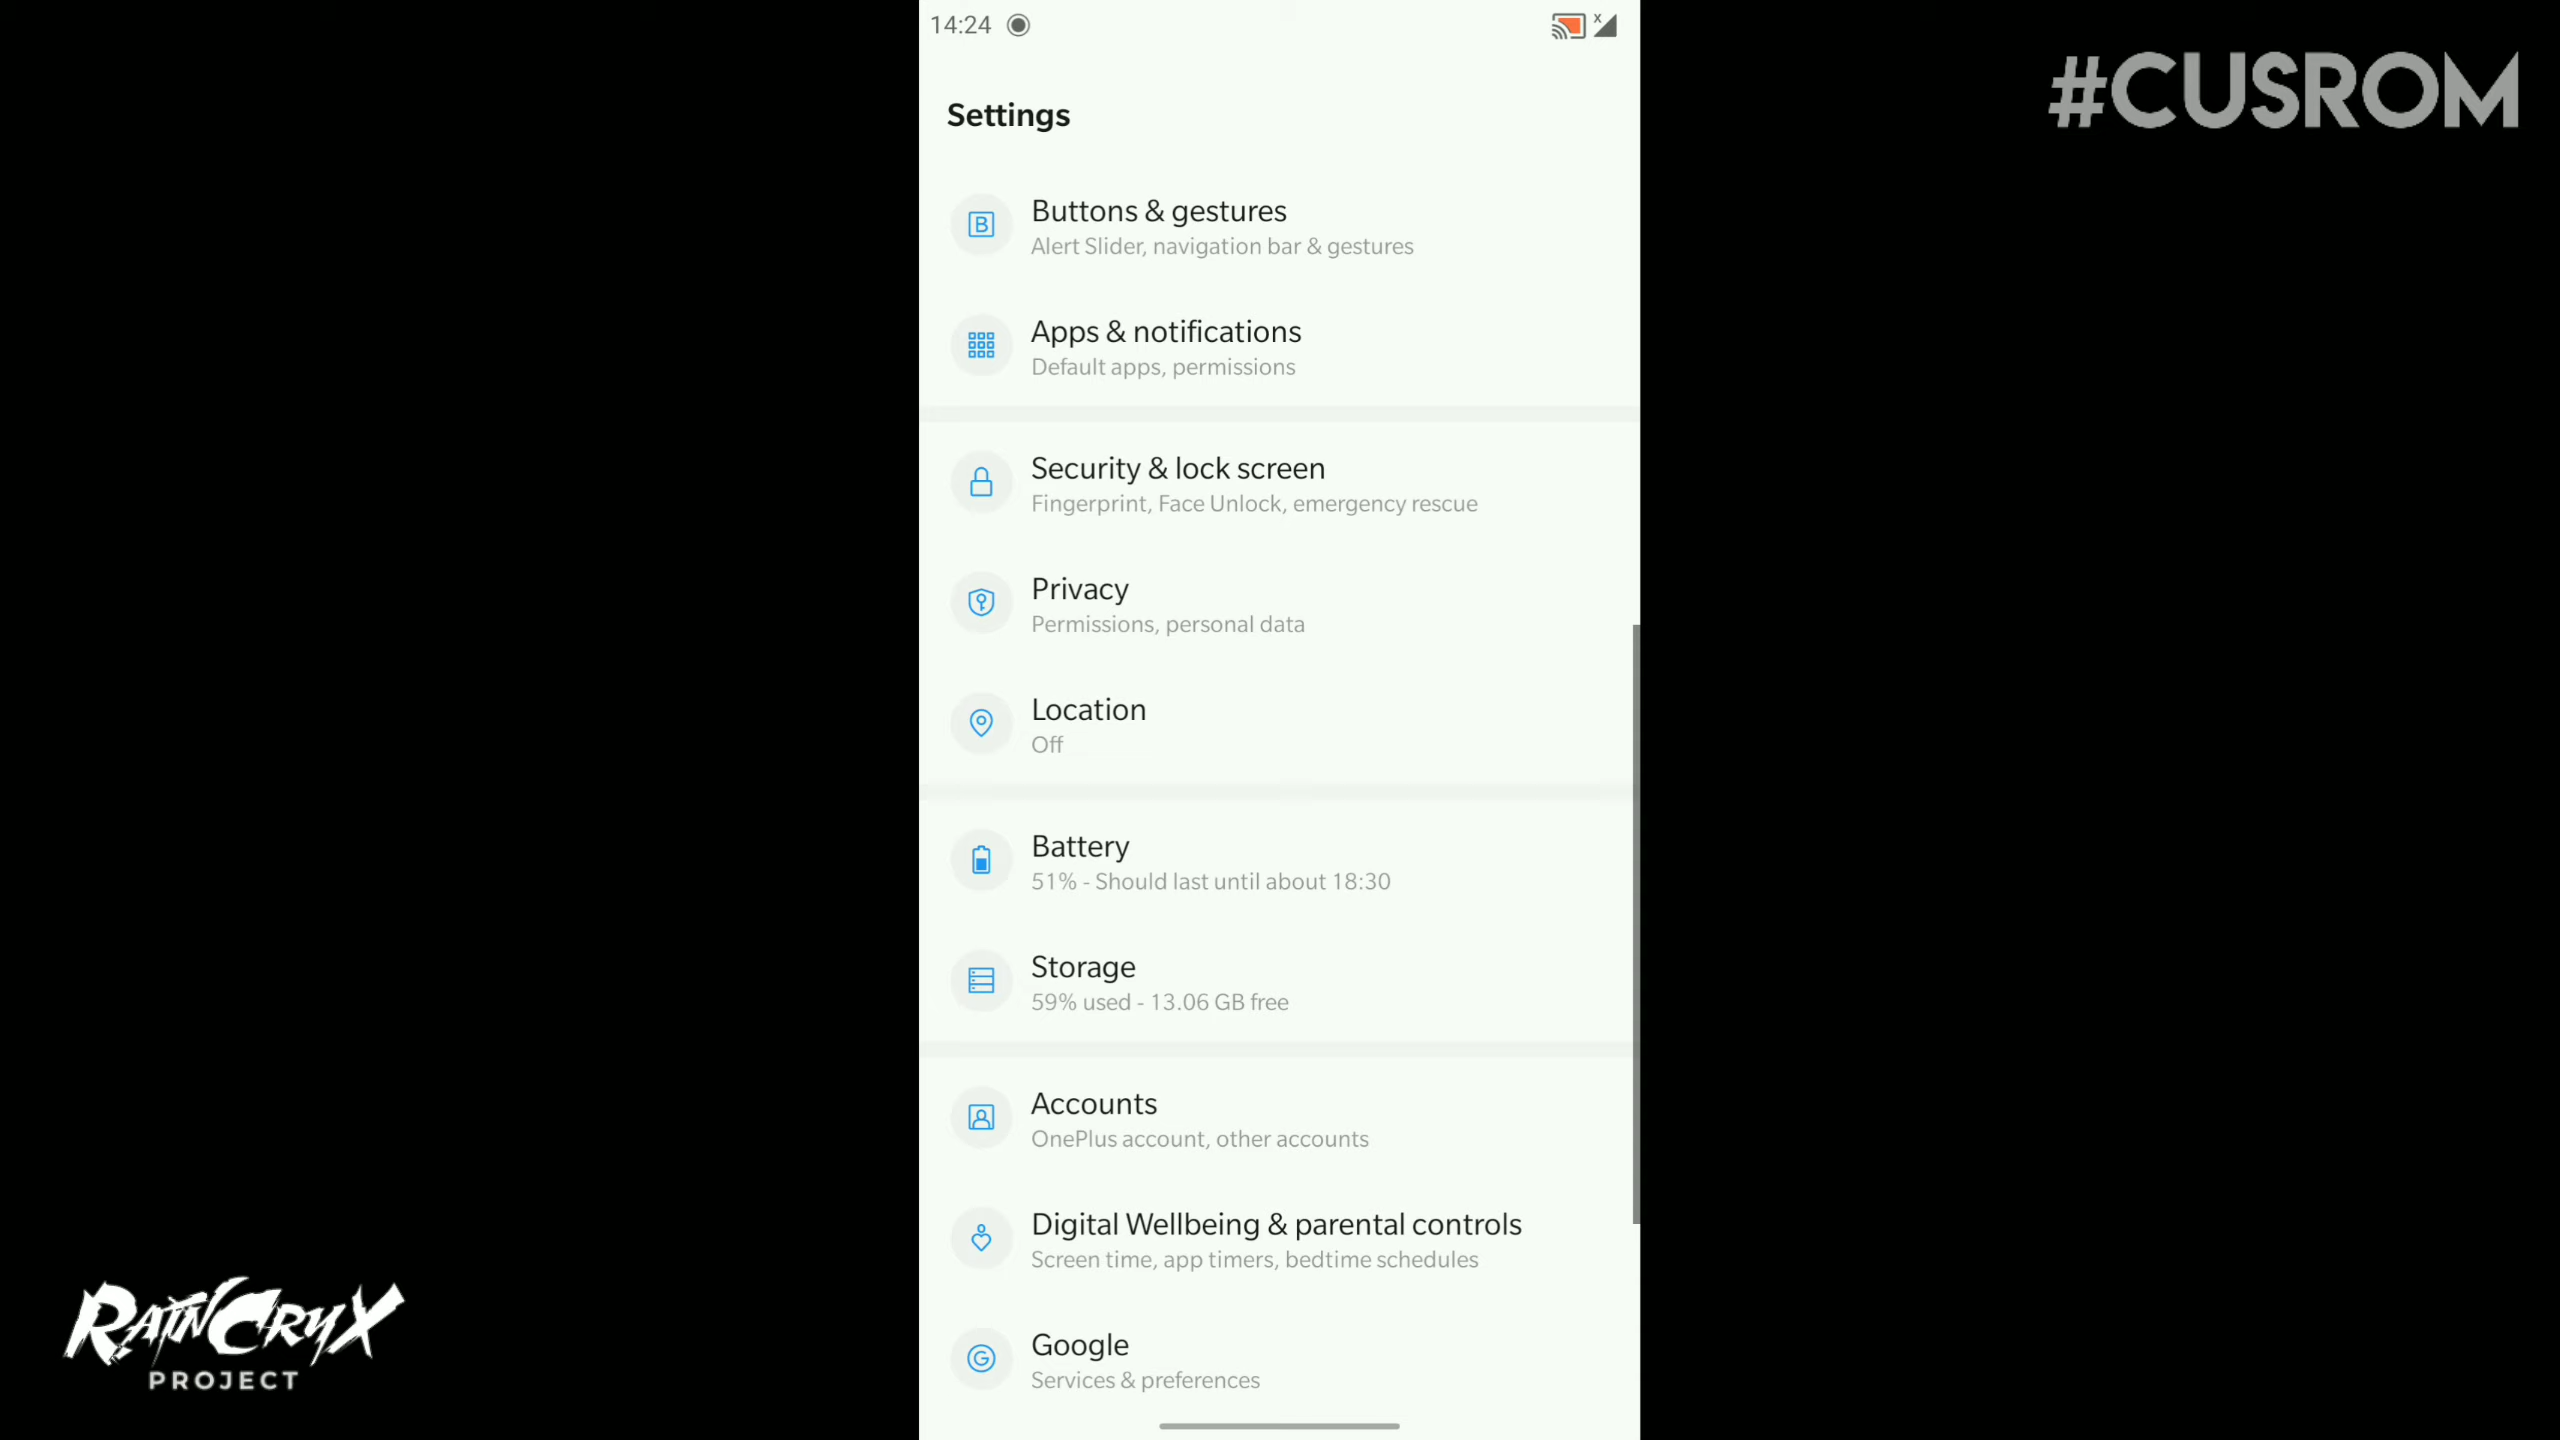 14:24
#CUSROM
Settings
Buttons & gestures
Alert Slider, navigation bar & gestures
Apps & notifications
Default apps, permissions
Security & lock screen
Fingerprint, Face Unlock, emergency rescue
Privacy
Permissions, personal data
Location
Off
Battery
51% - Should last until about 18:30
Storage
59% used - 13.06 GB free
Accounts
OnePlus account, other accounts
Digital Wellbeing & parental controls
Screen time, app timers, bedtime schedules
Google
Services & preferences
RAINCRYX
PROJECT